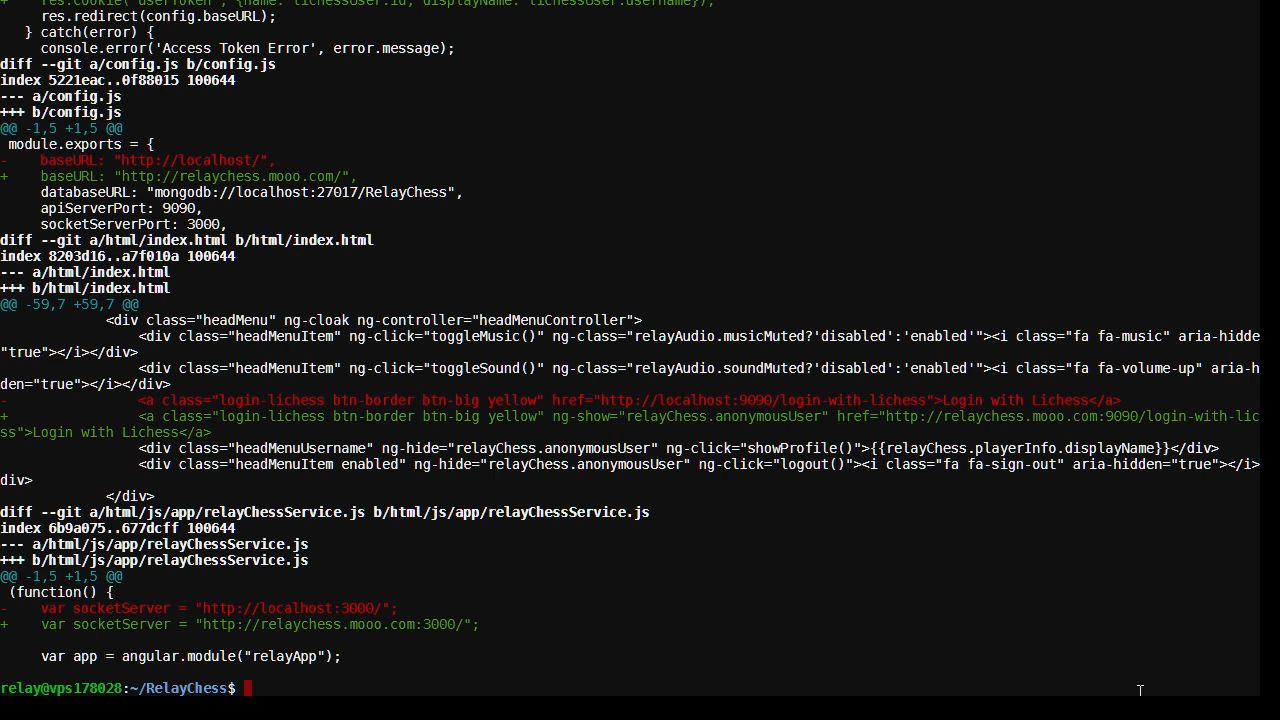 +    res.cookie('userToken', {name: lichessUser.id, displayName: lichessUser.username});
     res.redirect(config.baseURL);
   } catch(error) {
     console.error('Access Token Error', error.message);
diff --git a/config.js b/config.js
index 5221eac..0f88015 100644
--- a/config.js
+++ b/config.js
@@ -1,5 +1,5 @@
 module.exports = {
-    baseURL: "http://localhost/",
+    baseURL: "http://relaychess.mooo.com/",
     databaseURL: "mongodb://localhost:27017/RelayChess",
     apiServerPort: 9090,
     socketServerPort: 3000,
diff --git a/html/index.html b/html/index.html
index 8203d16..a7f010a 100644
--- a/html/index.html
+++ b/html/index.html
@@ -59,7 +59,7 @@
             <div class="headMenu" ng-cloak ng-controller="headMenuController">
                 <div class="headMenuItem" ng-click="toggleMusic()" ng-class="relayAudio.musicMuted?'disabled':'enabled'"><i class="fa fa-music" aria-hidde
"true"></i></div>
                 <div class="headMenuItem" ng-click="toggleSound()" ng-class="relayAudio.soundMuted?'disabled':'enabled'"><i class="fa fa-volume-up" aria-h
den="true"></i></div>
-                <a class="login-lichess btn-border btn-big yellow" href="http://localhost:9090/login-with-lichess">Login with Lichess</a>
+                <a class="login-lichess btn-border btn-big yellow" ng-show="relayChess.anonymousUser" href="http://relaychess.mooo.com:9090/login-with-lic
ss">Login with Lichess</a>
                 <div class="headMenuUsername" ng-hide="relayChess.anonymousUser" ng-click="showProfile()">{{relayChess.playerInfo.displayName}}</div>
                 <div class="headMenuItem enabled" ng-hide="relayChess.anonymousUser" ng-click="logout()"><i class="fa fa-sign-out" aria-hidden="true"></i>
div>
             </div>
diff --git a/html/js/app/relayChessService.js b/html/js/app/relayChessService.js
index 6b9a075..677dcff 100644
--- a/html/js/app/relayChessService.js
+++ b/html/js/app/relayChessService.js
@@ -1,5 +1,5 @@
 (function() {
-    var socketServer = "http://localhost:3000/";
+    var socketServer = "http://relaychess.mooo.com:3000/";
     var app = angular.module("relayApp");
relay@vps178028:~/RelayChess$